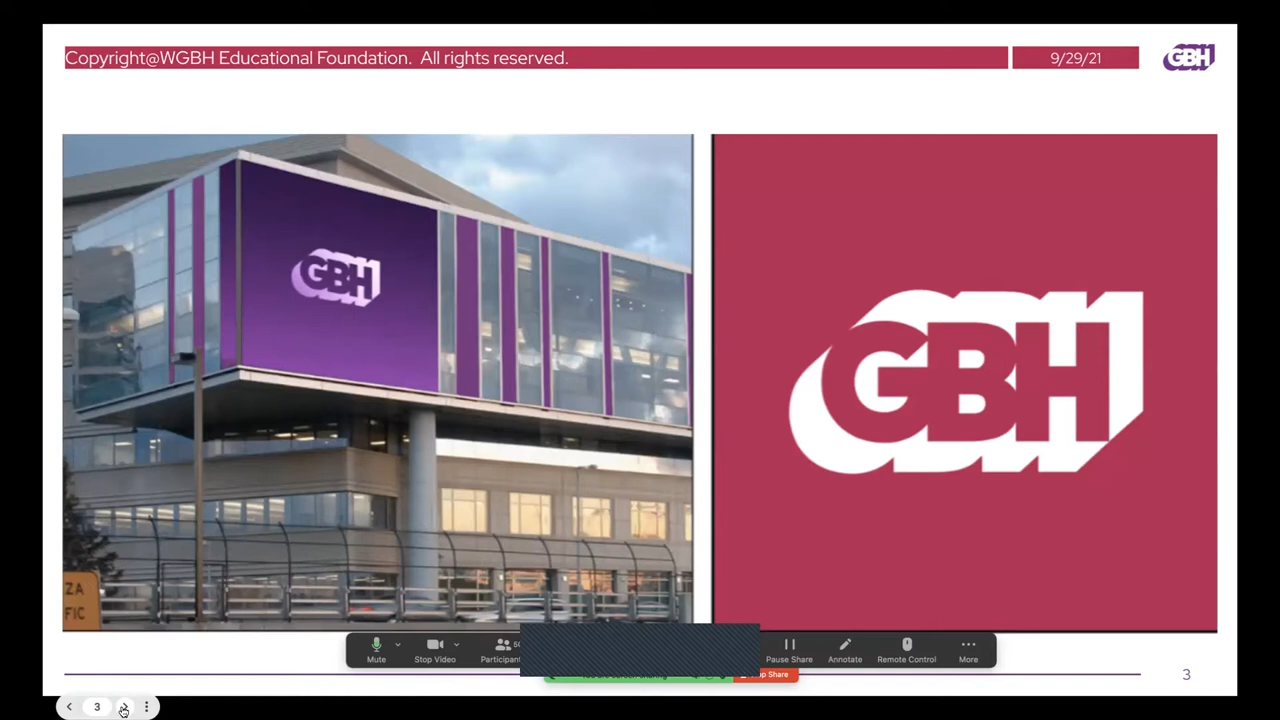 Copyright@WGBH Educational Foundation.  All rights reserved.
9/29/21
GBH
GBH
GBH
ZA
FIC
Mute
Stop Video
Pause Share
Annotate
Remote Control
More
Share
3
3